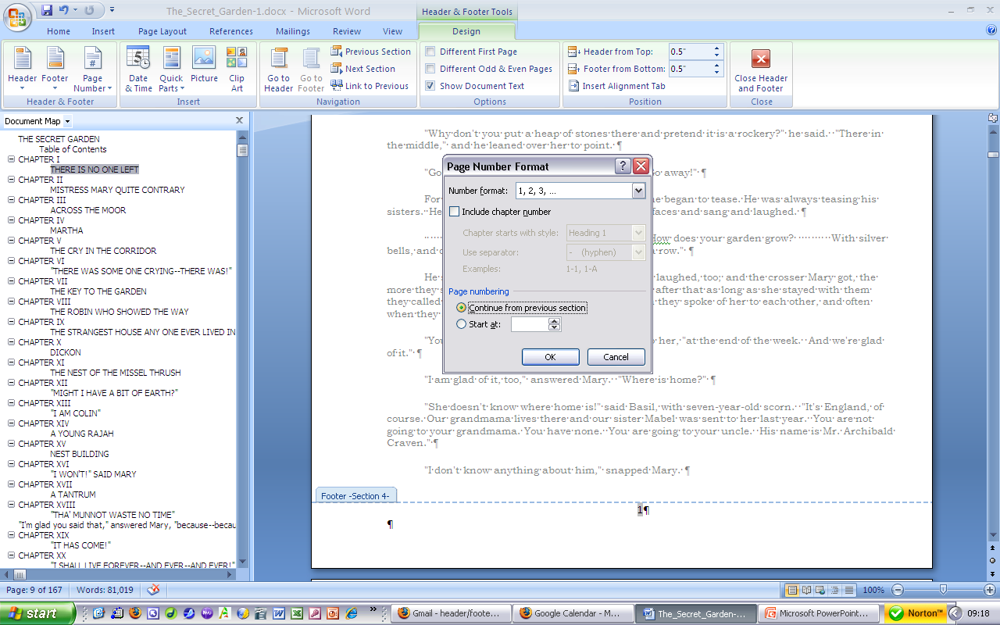 The_Secret_Garden-1.docx - Microsoft Word
Header & Footer Tools
Home Insert Page Layout References Mailings Review View Design
Header Footer Page Number
Header & Footer
Date & Time Quick Parts Picture Clip Art
Insert
Go to Header Go to Footer
Previous Section
Next Section
Link to Previous
Navigation
Different First Page
Different Odd & Even Pages
Show Document Text
Options
Header from Top: 0.5"
Footer from Bottom: 0.5"
Insert Alignment Tab
Position
Close Header and Footer
Close
Document Map
THE SECRET GARDEN
Table of Contents
CHAPTER I
THERE IS NO ONE LEFT
CHAPTER II
MISTRESS MARY QUITE CONTRARY
CHAPTER III
ACROSS THE MOOR
CHAPTER IV
MARTHA
CHAPTER V
THE CRY IN THE CORRIDOR
CHAPTER VI
"THERE WAS SOME ONE CRYING--THERE WAS!"
CHAPTER VII
THE KEY TO THE GARDEN
CHAPTER VIII
THE ROBIN WHO SHOWED THE WAY
CHAPTER IX
THE STRANGEST HOUSE ANY ONE EVER LIVED IN
CHAPTER X
DICKON
CHAPTER XI
THE NEST OF THE MISSEL THRUSH
CHAPTER XII
"MIGHT I HAVE A BIT OF EARTH?"
CHAPTER XIII
"I AM COLIN"
CHAPTER XIV
A YOUNG RAJAH
CHAPTER XV
NEST BUILDING
CHAPTER XVI
"I WON'T!" SAID MARY
CHAPTER XVII
A TANTRUM
CHAPTER XVIII
"THA' MUNNOT WASTE NO TIME"
"I'm glad you said that," answered Mary, "because--becau
CHAPTER XIX
"IT HAS COME!"
CHAPTER XX
"I SHALL LIVE FOREVER--AND EVER--AND EVER!"
"Why don't you put a heap of stones there and pretend it is a rockery?" he said. "There in
the middle," and he leaned over her to point. ¶
"Go o away!" ¶
For e began to tease. He was always teasing his
sisters. He faces and sang and laughed. ¶
How does your garden grow? With silver
bells, and a row." ¶
He laughed, too; and the crosser Mary got, the
more they after that as long as she stayed with them
they called they spoke of her to each other, and often
when they
"You her, "at the end of the week. And we're glad
of it." ¶
"I am glad of it, too," answered Mary. "Where is home?" ¶
"She doesn't know where home is!" said Basil, with seven-year-old scorn. "It's England, of
course. Our grandmama lives there and our sister Mabel was sent to her last year. You are not
going to your grandmama. You have none. You are going to your uncle. His name is Mr. Archibald
Craven." ¶
"I don't know anything about him," snapped Mary. ¶
Footer -Section 4-
1¶
¶
Page Number Format
Number format: 1, 2, 3, ...
Include chapter number
Chapter starts with style: Heading 1
Use separator: - (hyphen)
Examples: 1-1, 1-A
Page numbering
Continue from previous section
Start at:
OK Cancel
Page: 9 of 167 Words: 81,019 100%
start Gmail - header/foote... Google Calendar - M... The_Secret_Garden-... Microsoft PowerPoint... Norton™ 09:18